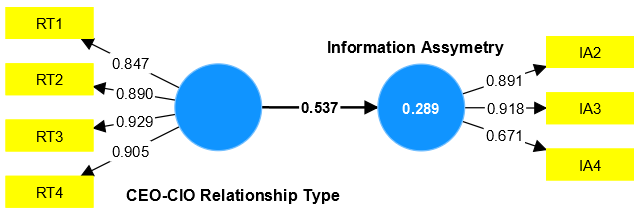 RT1
RT2
RT3
RT4
0.847
0.890
0.929
0.905
CEO-CIO Relationship Type
0.537
Information Assymetry
0.289
0.891
0.918
0.671
IA2
IA3
IA4